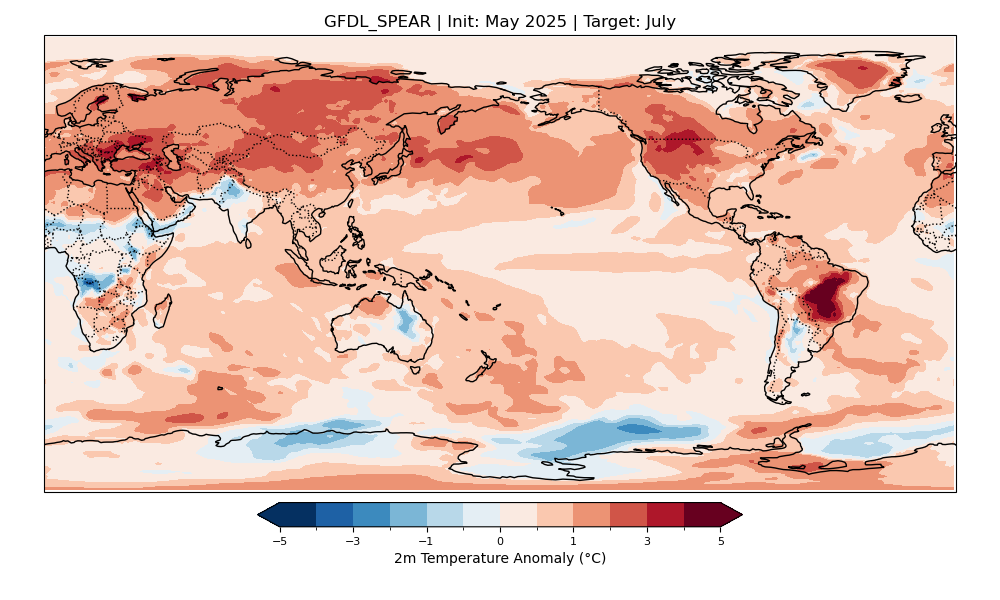 GFDL_SPEAR | Init: May 2025 | Target: July
−5 −3 −1 0 1 3 5
2m Temperature Anomaly (°C)